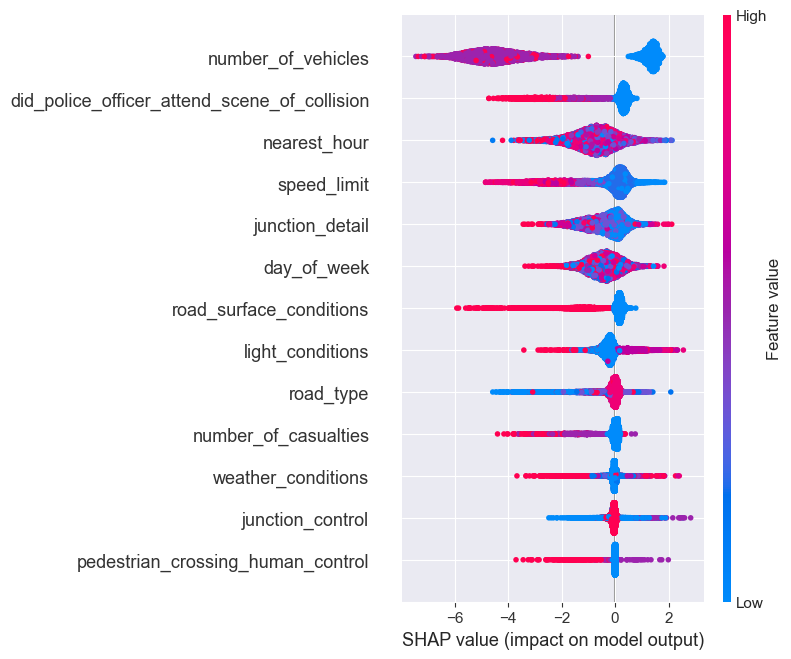 High
number_of_vehicles
did_police_officer_attend_scene_of_collision
nearest_hour
speed_limit
junction_detail
day_of_week
road_surface_conditions
light_conditions
road_type
number_of_casualties
weather_conditions
junction_control
pedestrian_crossing_human_control
Feature value
Low
−6 −4 −2 0 2
SHAP value (impact on model output)